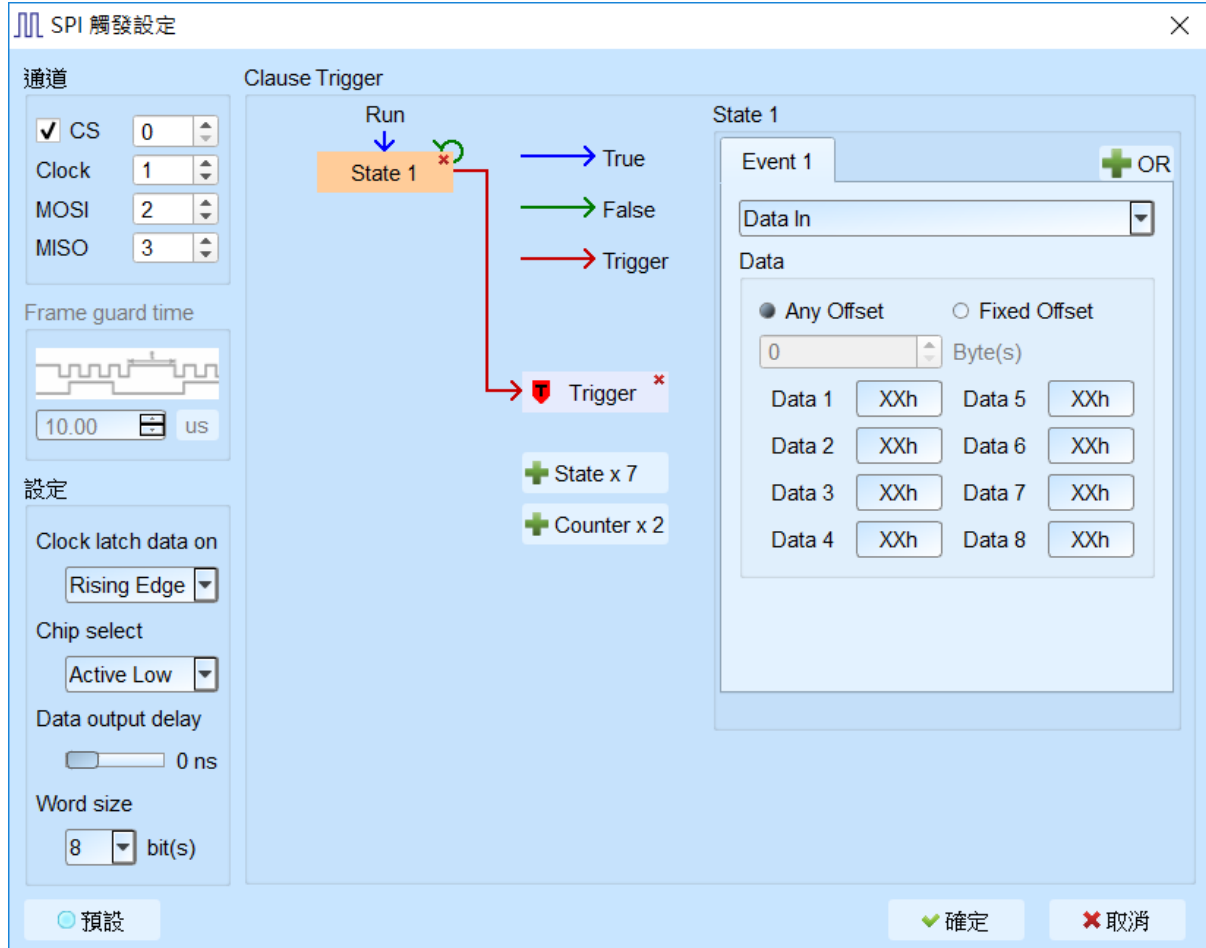 SPI 觸發設定
通道
CS 0
Clock 1
MOSI 2
MISO 3
Frame guard time
t
10.00 us
設定
Clock latch data on
Rising Edge
Chip select
Active Low
Data output delay
0 ns
Word size
8 bit(s)
預設
Clause Trigger
Run
State 1
True
False
Trigger
T Trigger
State x 7
Counter x 2
State 1
Event 1
OR
Data In
Data
Any Offset Fixed Offset
0 Byte(s)
Data 1 XXh Data 5 XXh
Data 2 XXh Data 6 XXh
Data 3 XXh Data 7 XXh
Data 4 XXh Data 8 XXh
確定 取消